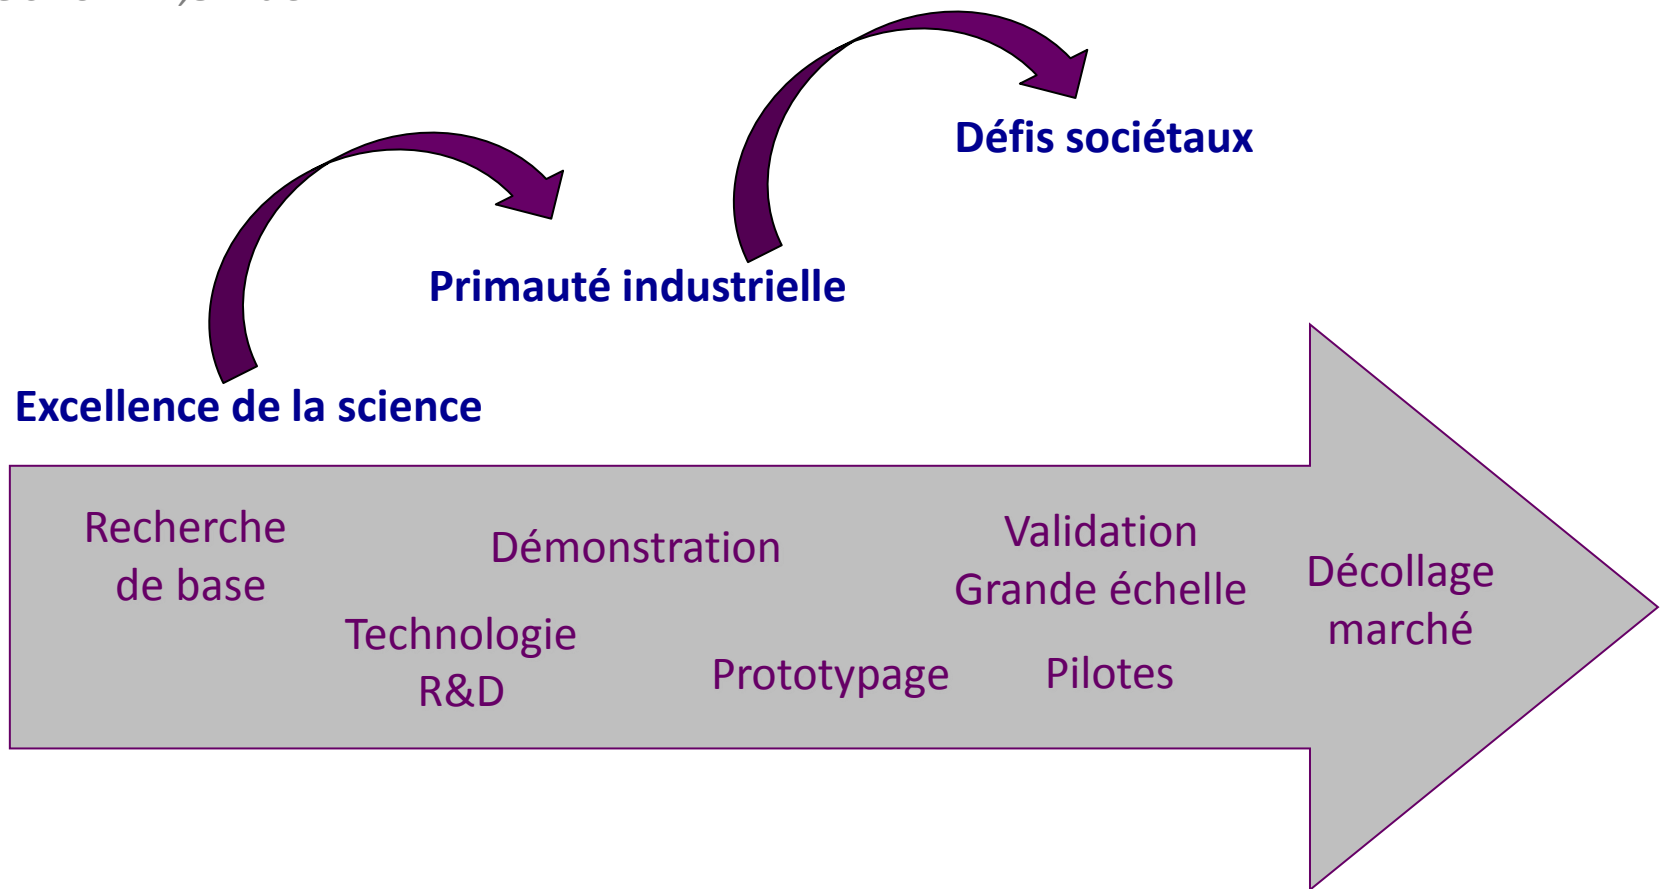 Défis sociétaux
Primauté industrielle
Excellence de la science
Recherche
de base
Technologie
R&D
Démonstration
Prototypage
Validation
Grande échelle
Pilotes
Décollage
marché